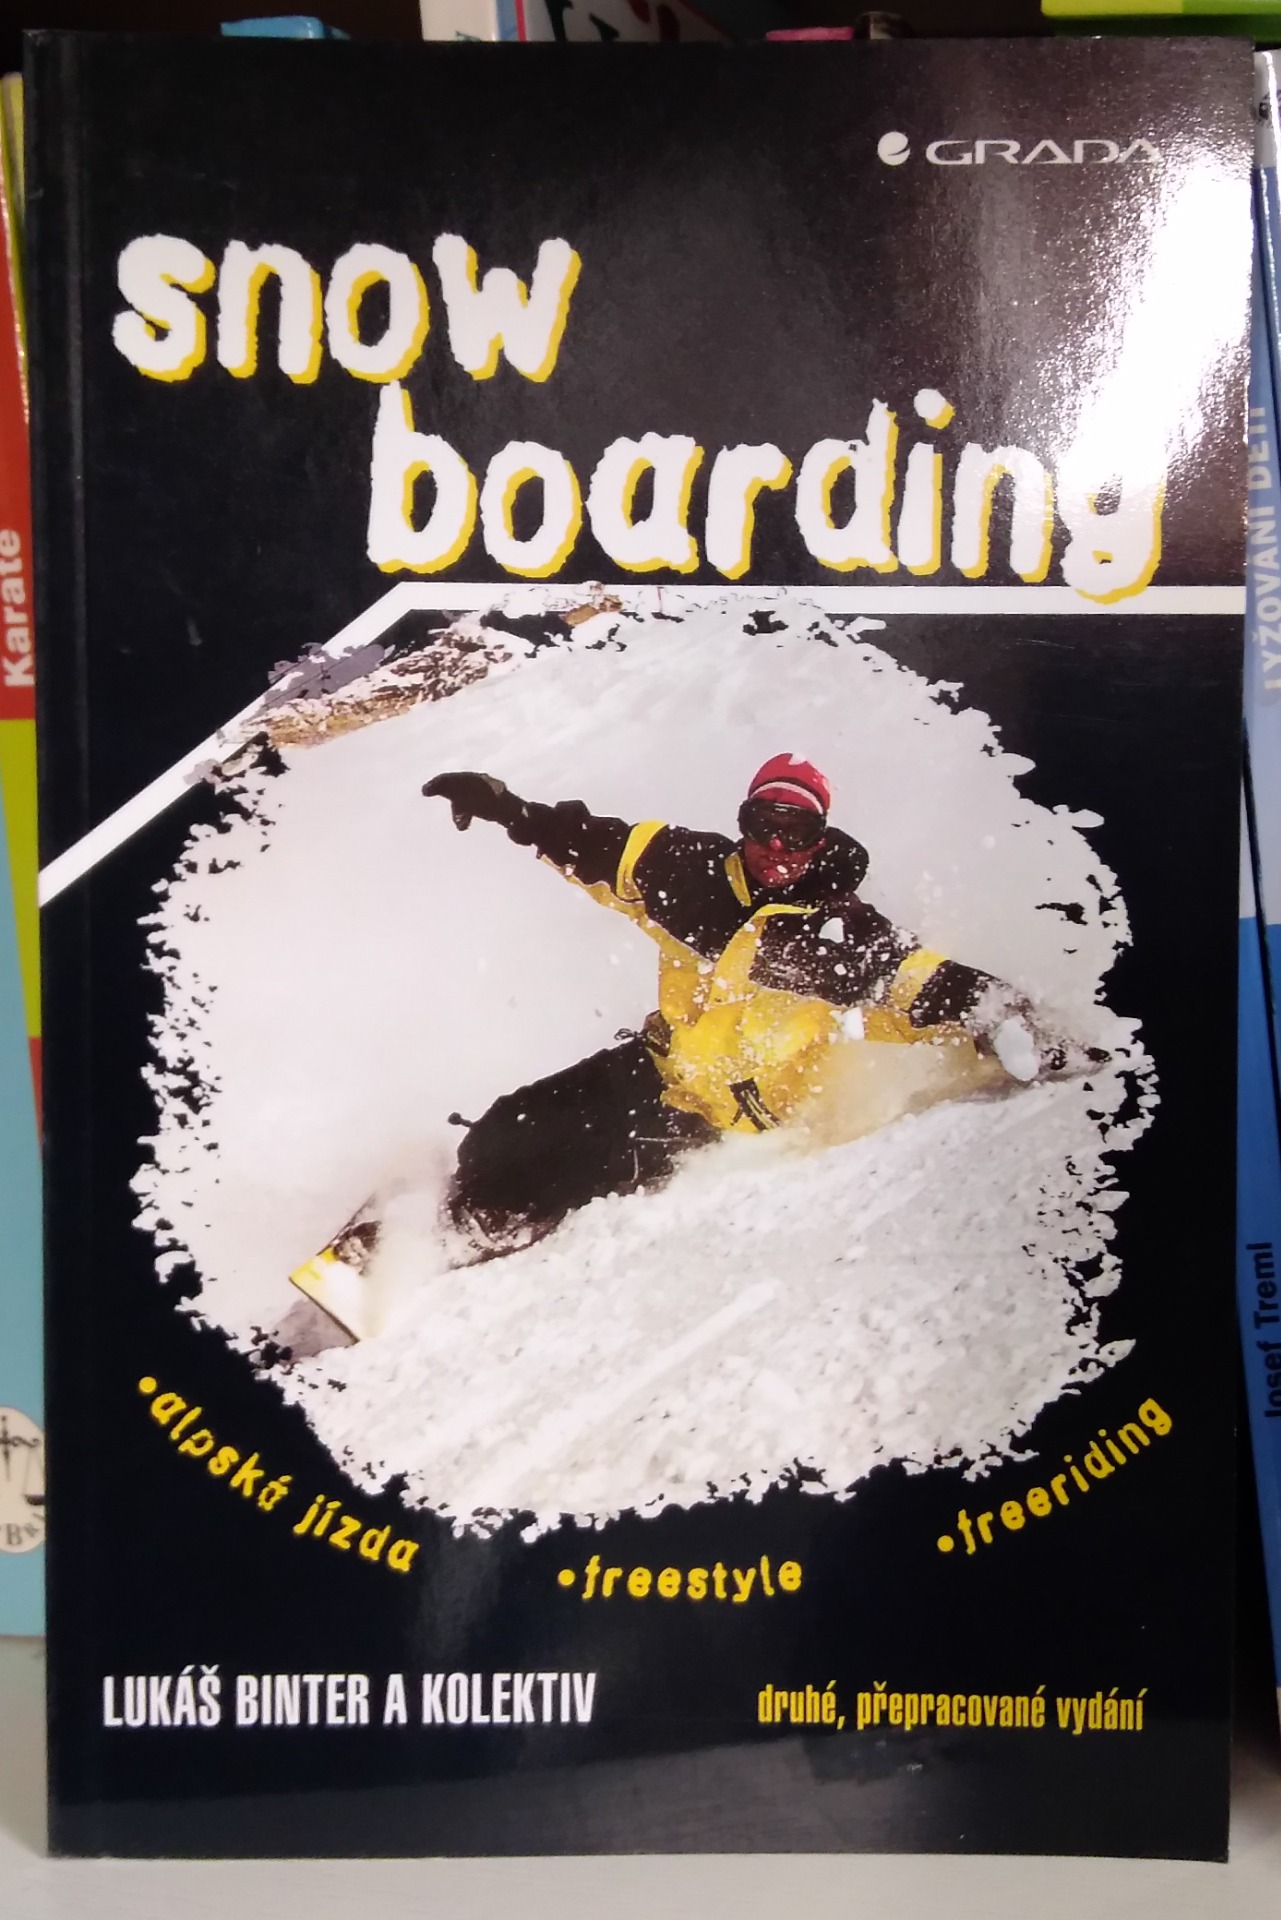 GRADA
snow
boarding
•alpská jízda
•freestyle
•freeriding
LUKÁŠ BINTER A KOLEKTIV
druhé, přepracované vydání
Karate
LYŽOVÁNÍ DĚTÍ
Josef Treml